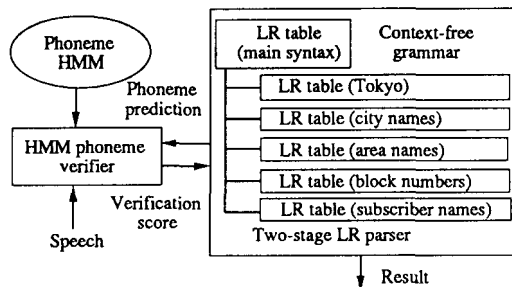 Phoneme
HMM
Phoneme
prediction
HMM phoneme
verifier
Verification
score
Speech
LR table
(main syntax)
Context-free
grammar
LR table (Tokyo)
LR table (city names)
LR table (area names)
LR table (block numbers)
LR table (subscriber names)
Two-stage LR parser
Result